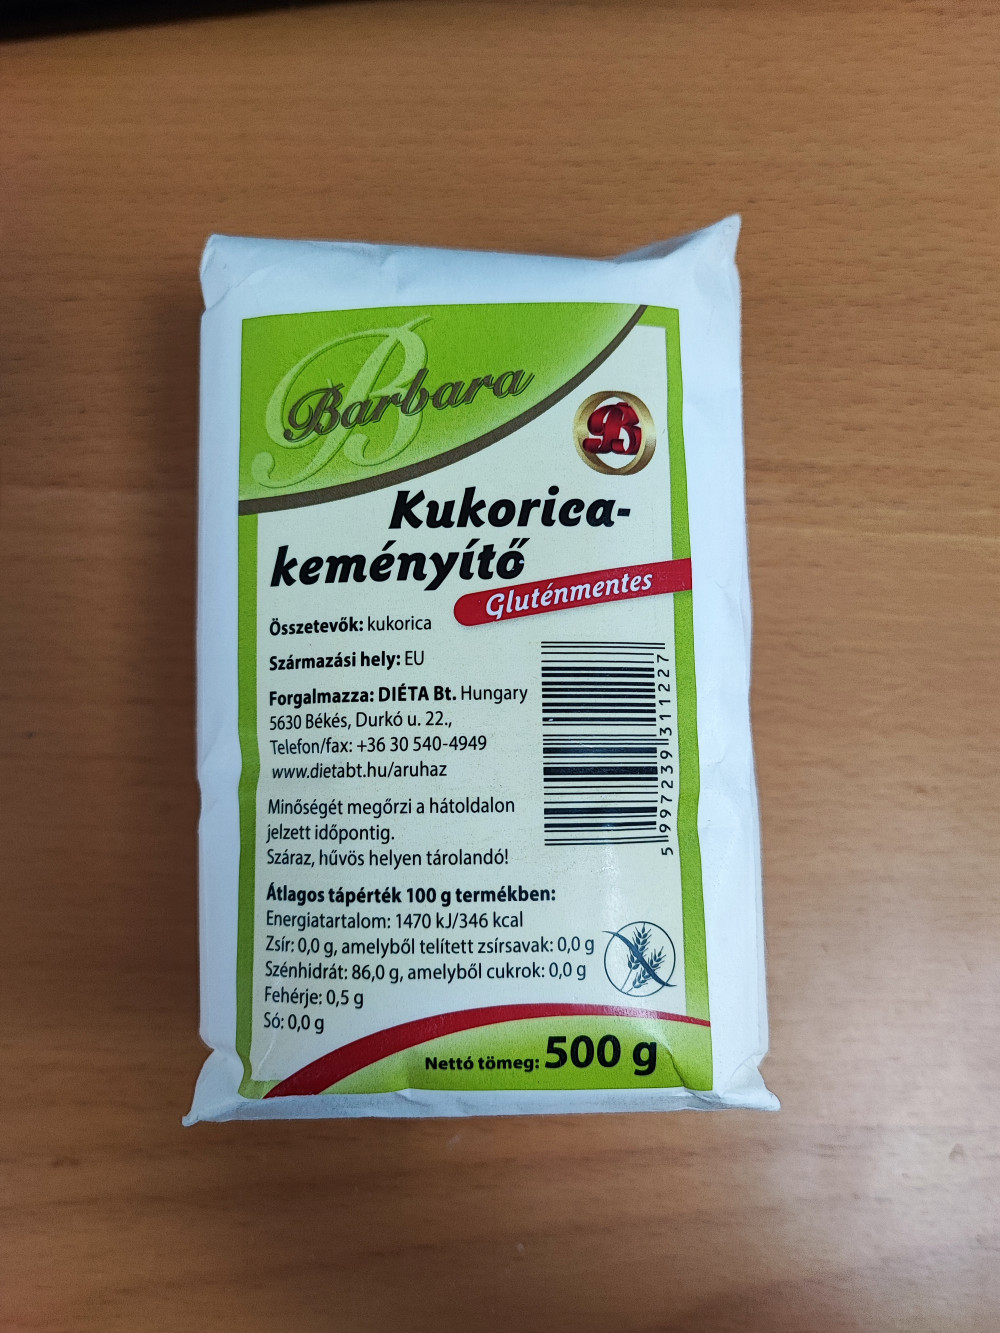 Barbara
B
Kukorica-
keményítő
Gluténmentes
Összetevők: kukorica
Származási hely: EU
Forgalmazza: DIÉTA Bt. Hungary
5630 Békés, Durkó u. 22.,
Telefon/fax: +36 30 540-4949
www.dietabt.hu/aruhaz
Minőségét megőrzi a hátoldalon
jelzett időpontig.
Száraz, hűvös helyen tárolandó!
5 997239 311227
Átlagos tápérték 100 g termékben:
Energiatartalom: 1470 kJ/346 kcal
Zsír: 0,0 g, amelyből telített zsírsavak: 0,0 g
Szénhidrát: 86,0 g, amelyből cukrok: 0,0 g
Fehérje: 0,5 g
Só: 0,0 g
Nettó tömeg: 500 g